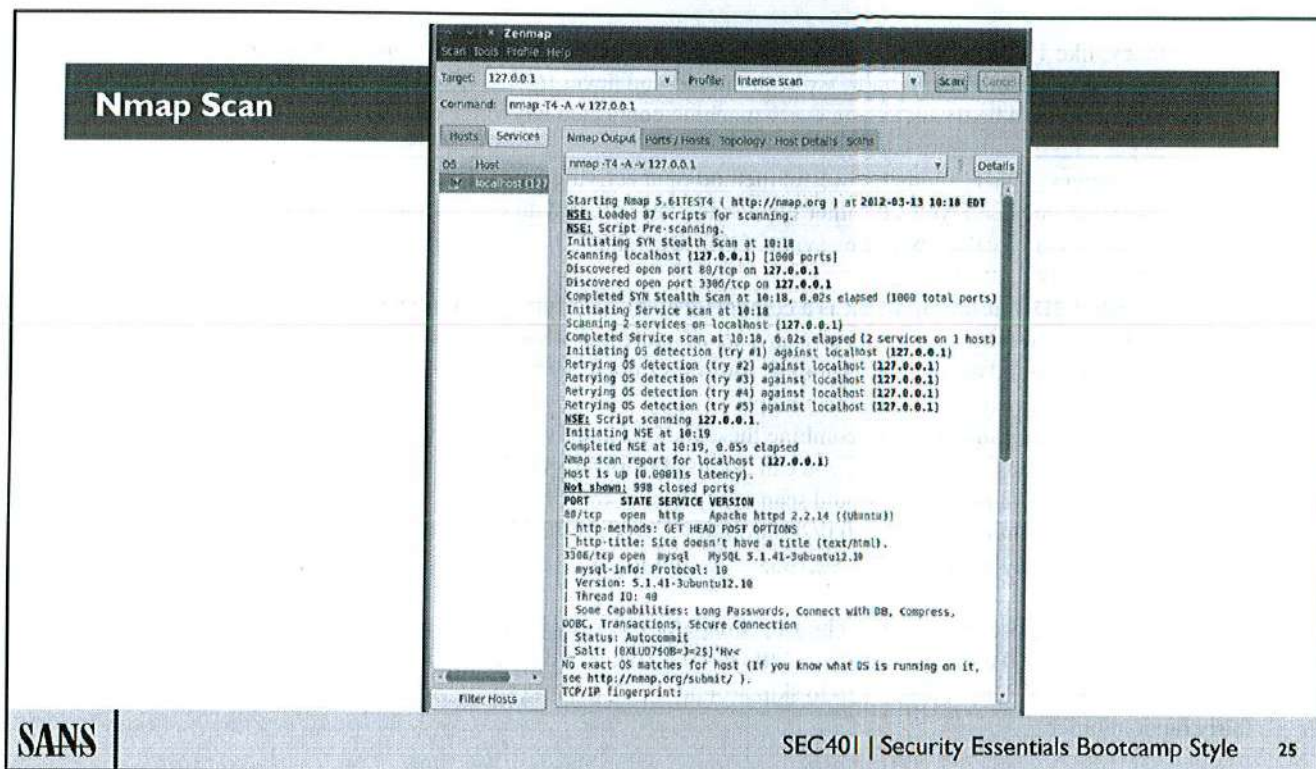 Nmap Scan
Zenmap
Scan Tools Profile Help
Target: 127.0.0.1 Profile: Intense scan Scan Cancel
Command: nmap -T4 -A -v 127.0.0.1
Hosts Services
Nmap Output Ports / Hosts Topology Host Details Scans
OS Host
nmap -T4 -A -v 127.0.0.1 Details
localhost (127
Starting Nmap 5.61TEST4 ( http://nmap.org ) at 2012-03-13 10:18 EDT
NSE: Loaded 87 scripts for scanning.
NSE: Script Pre-scanning.
Initiating SYN Stealth Scan at 10:18
Scanning localhost (127.0.0.1) [1000 ports]
Discovered open port 80/tcp on 127.0.0.1
Discovered open port 3306/tcp on 127.0.0.1
Completed SYN Stealth Scan at 10:18, 0.02s elapsed (1000 total ports)
Initiating Service scan at 10:18
Scanning 2 services on localhost (127.0.0.1)
Completed Service scan at 10:18, 6.02s elapsed (2 services on 1 host)
Initiating OS detection (try #1) against localhost (127.0.0.1)
Retrying OS detection (try #2) against localhost (127.0.0.1)
Retrying OS detection (try #3) against localhost (127.0.0.1)
Retrying OS detection (try #4) against localhost (127.0.0.1)
Retrying OS detection (try #5) against localhost (127.0.0.1)
NSE: Script scanning 127.0.0.1.
Initiating NSE at 10:19
Completed NSE at 10:19, 0.05s elapsed
Nmap scan report for localhost (127.0.0.1)
Host is up (0.00011s latency).
Not shown: 998 closed ports
PORT STATE SERVICE VERSION
80/tcp open http Apache httpd 2.2.14 ((Ubuntu))
|_http-methods: GET HEAD POST OPTIONS
|_http-title: Site doesn't have a title (text/html).
3306/tcp open mysql MySQL 5.1.41-3ubuntu12.10
| mysql-info: Protocol: 10
| Version: 5.1.41-3ubuntu12.10
| Thread ID: 40
| Some Capabilities: Long Passwords, Connect with DB, Compress,
ODBC, Transactions, Secure Connection
| Status: Autocommit
|_Salt:
No exact OS matches for host (If you know what OS is running on it,
see http://nmap.org/submit/ ).
TCP/IP fingerprint:
Filter Hosts
SANS
SEC401 | Security Essentials Bootcamp Style 25